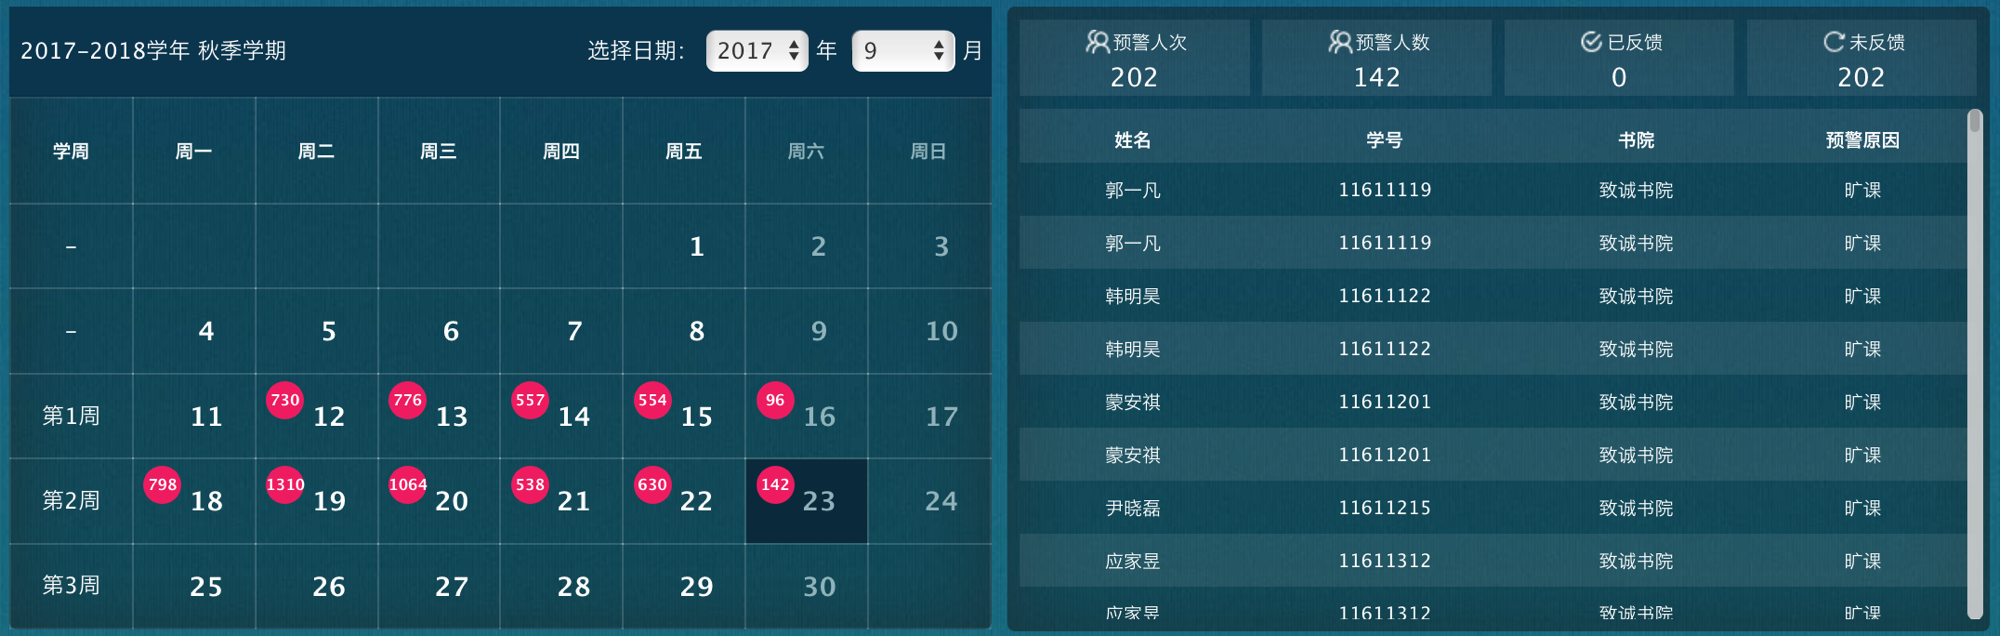 2017-2018学年 秋季学期 选择日期: 2017 年 9 月
学周 周一 周二 周三 周四 周五 周六 周日
- 1 2 3
- 4 5 6 7 8 9 10
第1周 11 730 12 776 13 557 14 554 15 96 16 17
第2周 798 18 1310 19 1064 20 538 21 630 22 142 23 24
第3周 25 26 27 28 29 30
预警人次 预警人数 已反馈 未反馈
202 142 0 202
姓名 学号 书院 预警原因
郭一凡 11611119 致诚书院 旷课
郭一凡 11611119 致诚书院 旷课
韩明昊 11611122 致诚书院 旷课
韩明昊 11611122 致诚书院 旷课
蒙安祺 11611201 致诚书院 旷课
蒙安祺 11611201 致诚书院 旷课
尹晓磊 11611215 致诚书院 旷课
应家昱 11611312 致诚书院 旷课
应家昱 11611312 致诚书院 旷课